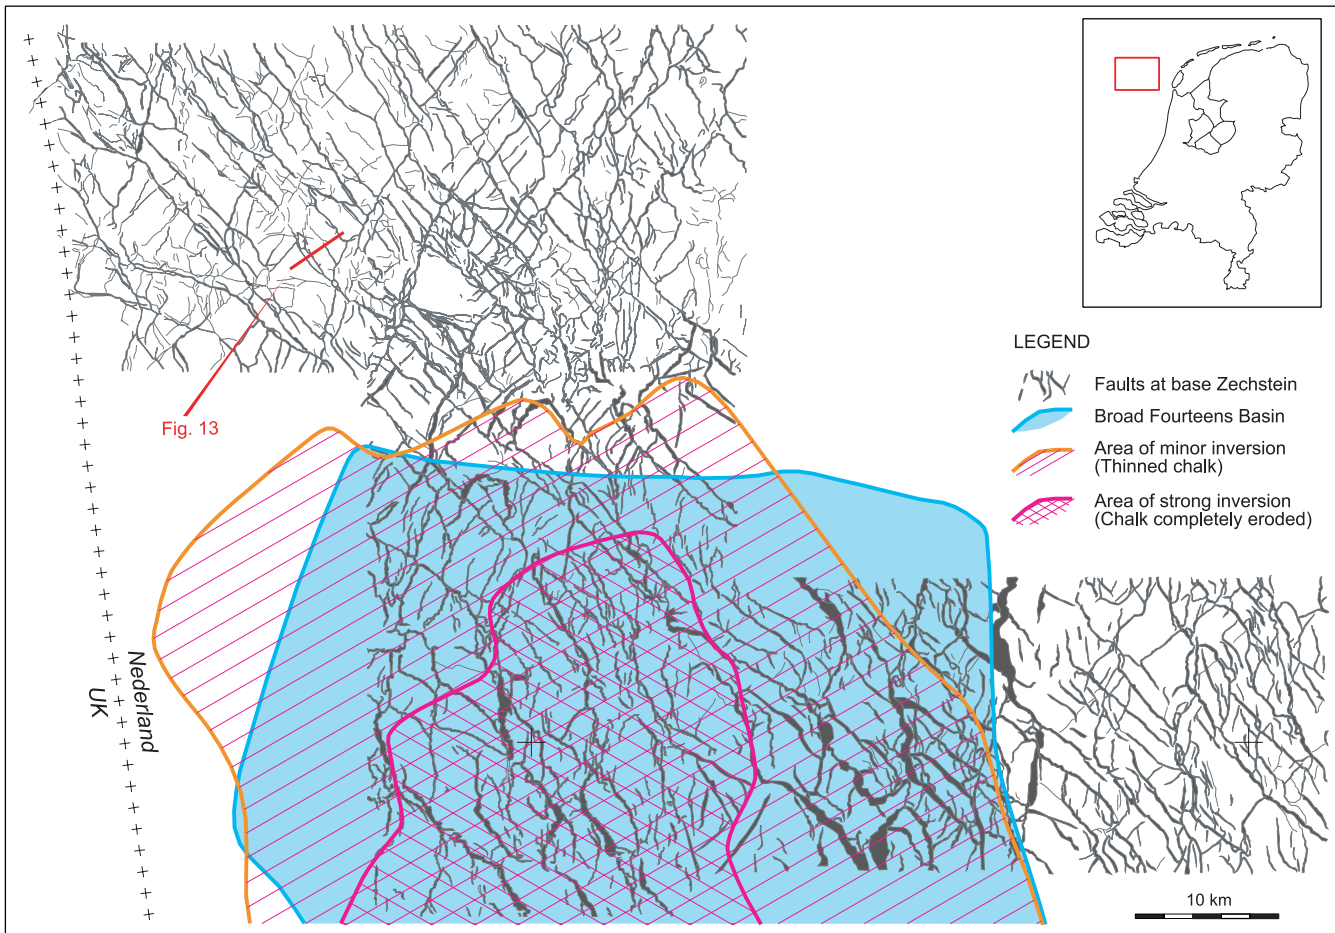 Fig. 13
Nederland
UK
LEGEND
Faults at base Zechstein
Broad Fourteens Basin
Area of minor inversion
(Thinned chalk)
Area of strong inversion
(Chalk completely eroded)
10 km